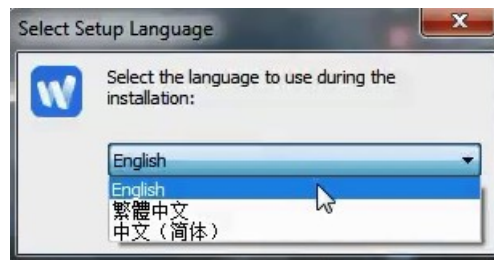 Select Setup Language
Select the language to use during the
installation:
English
English
繁體中文
中文（简体）